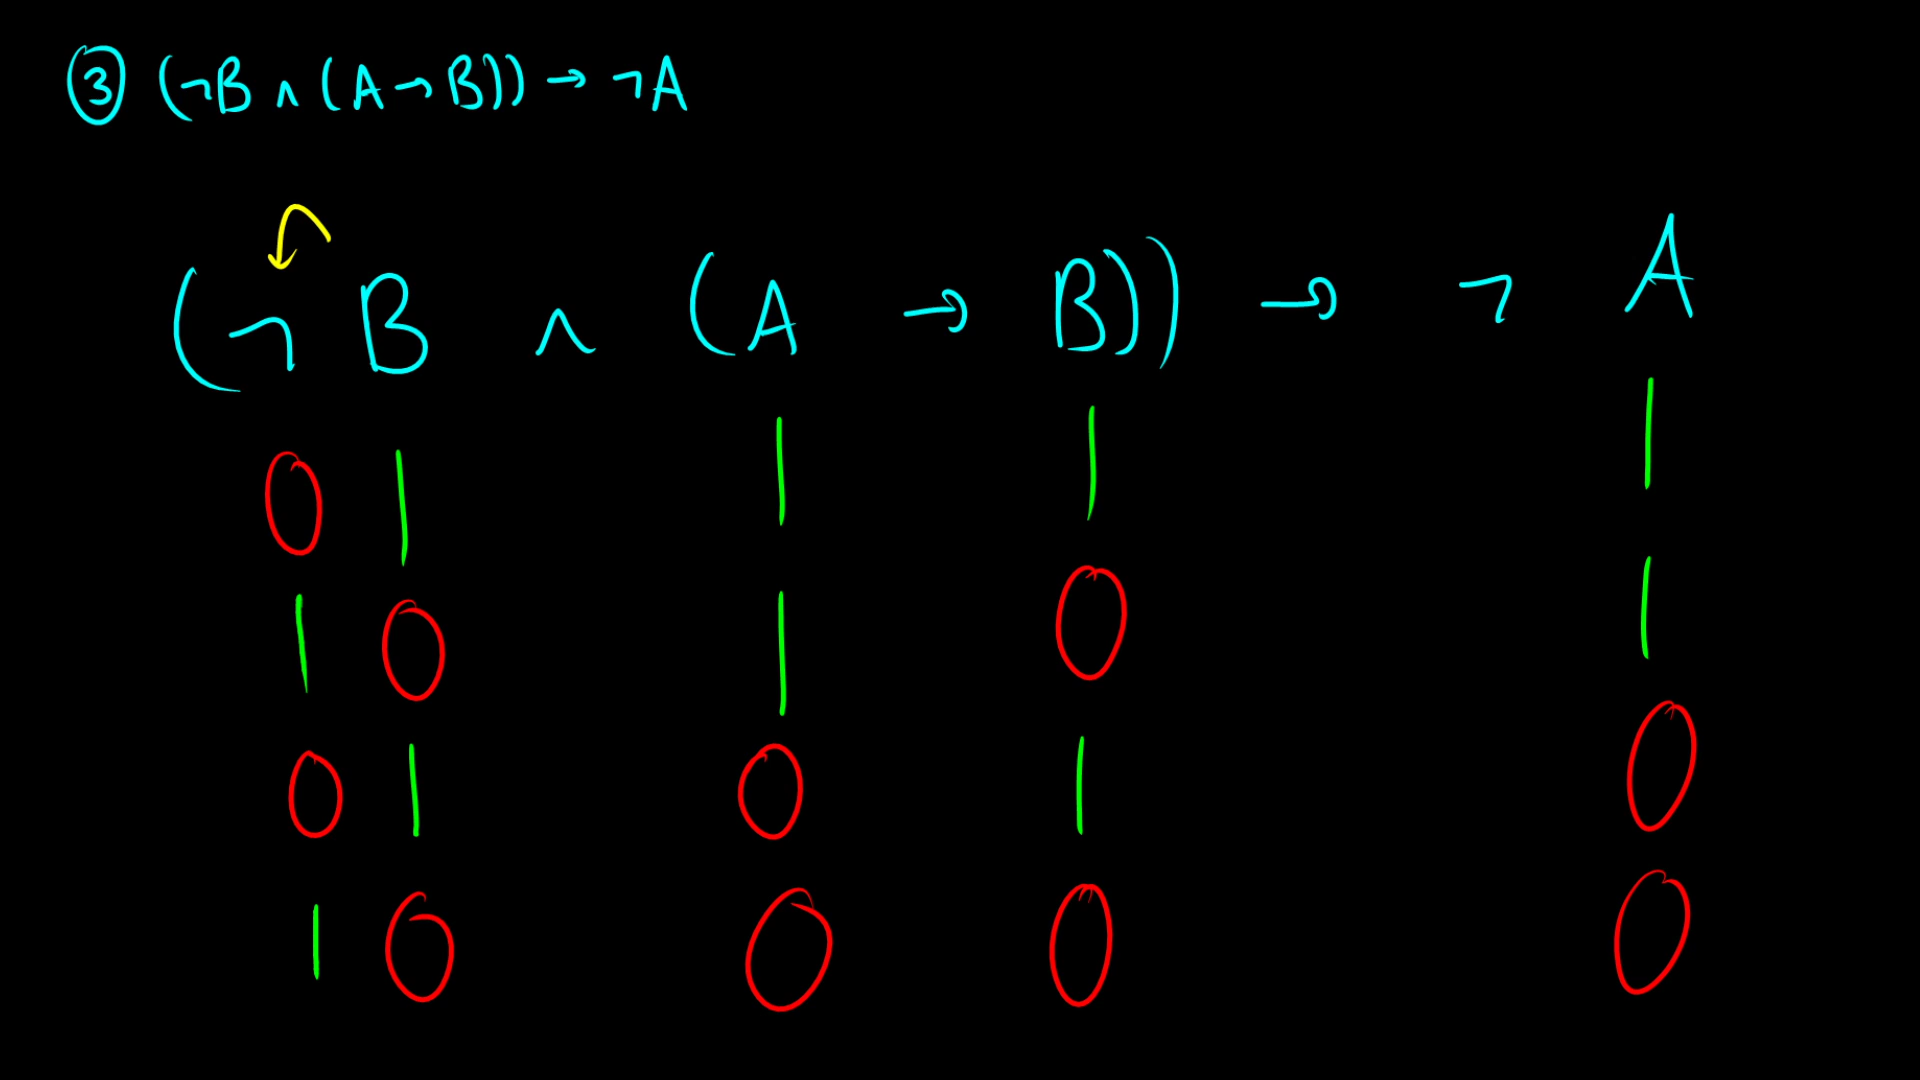 ③ (¬B ∧ (A → B)) → ¬A
(¬ B ∧ (A → B)) → ¬ A
0 1 1 1 1
1 0 1 0 1
0 1 0 1 0
1 0 0 0 0